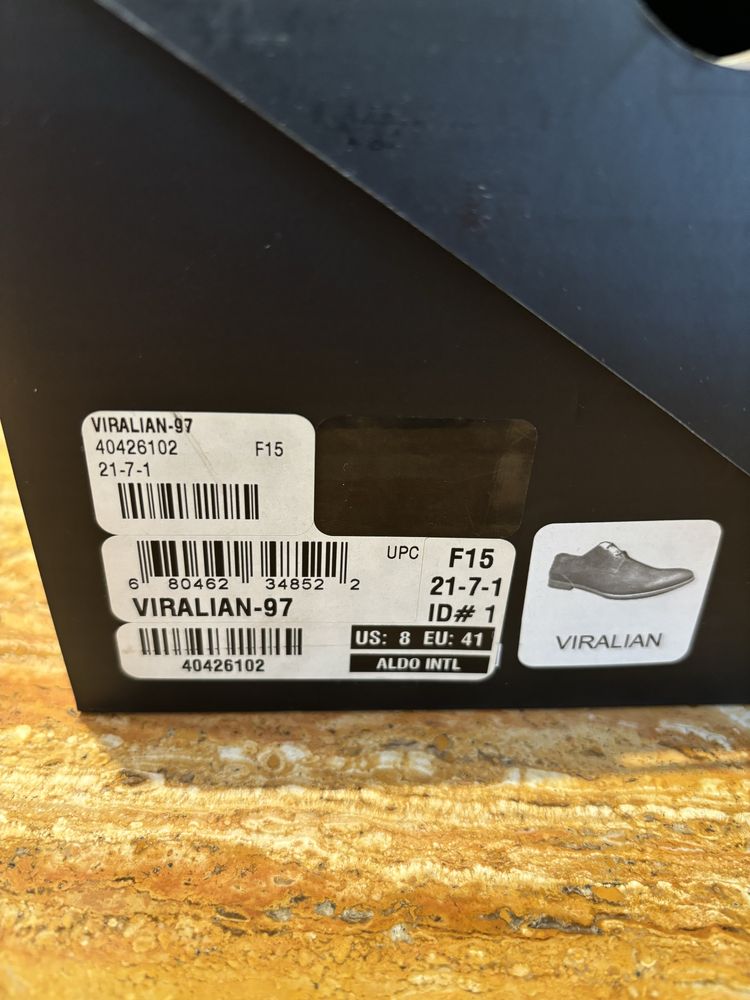 VIRALIAN-97
40426102 F15
21-7-1
6 80462 34852 2
UPC
F15
21-7-1
VIRALIAN-97
ID# 1
40426102
US: 8 EU: 41
ALDO INTL
VIRALIAN